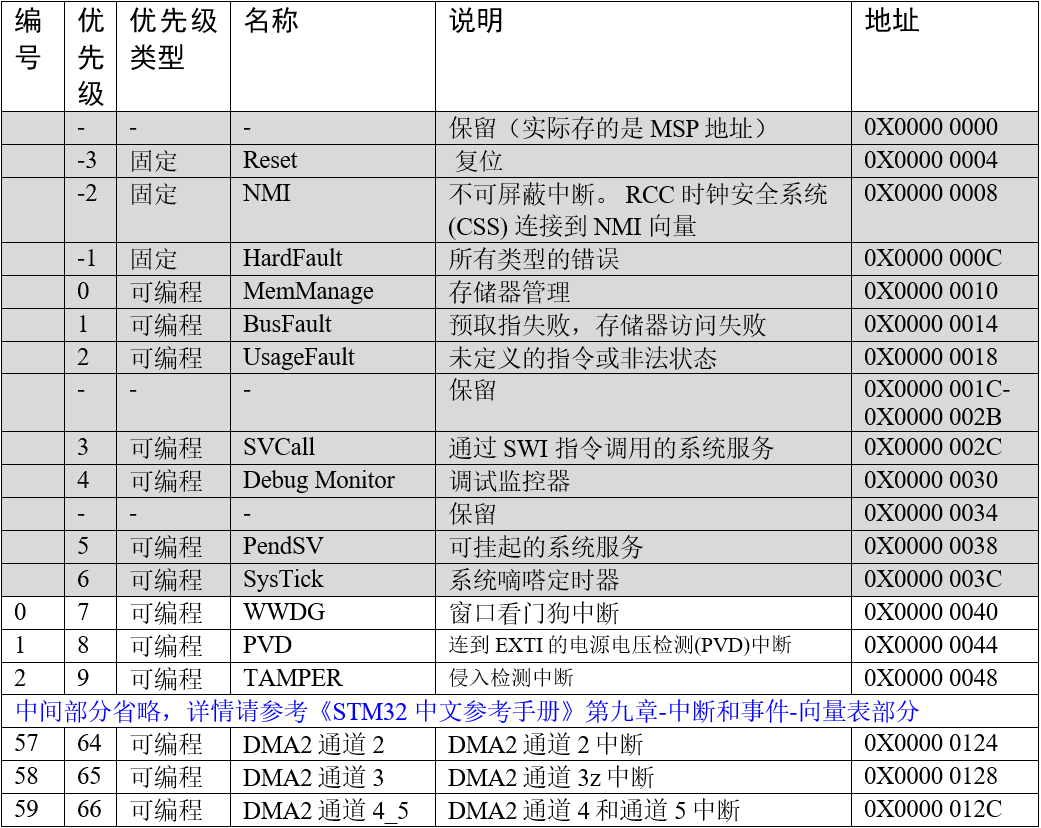 编号 优先级 优先级类型 名称 说明 地址
- - - 保留（实际存的是 MSP 地址） 0X0000 0000
-3 固定 Reset 复位 0X0000 0004
-2 固定 NMI 不可屏蔽中断。 RCC 时钟安全系统 0X0000 0008
(CSS) 连接到 NMI 向量
-1 固定 HardFault 所有类型的错误 0X0000 000C
0 可编程 MemManage 存储器管理 0X0000 0010
1 可编程 BusFault 预取指失败，存储器访问失败 0X0000 0014
2 可编程 UsageFault 未定义的指令或非法状态 0X0000 0018
- - - 保留 0X0000 001C-
0X0000 002B
3 可编程 SVCall 通过 SWI 指令调用的系统服务 0X0000 002C
4 可编程 Debug Monitor 调试监控器 0X0000 0030
- - - 保留 0X0000 0034
5 可编程 PendSV 可挂起的系统服务 0X0000 0038
6 可编程 SysTick 系统嘀嗒定时器 0X0000 003C
0 7 可编程 WWDG 窗口看门狗中断 0X0000 0040
1 8 可编程 PVD 连到 EXTI 的电源电压检测(PVD)中断 0X0000 0044
2 9 可编程 TAMPER 侵入检测中断 0X0000 0048
中间部分省略，详情请参考《STM32 中文参考手册》第九章-中断和事件-向量表部分
57 64 可编程 DMA2 通道 2 DMA2 通道 2 中断 0X0000 0124
58 65 可编程 DMA2 通道 3 DMA2 通道 3z 中断 0X0000 0128
59 66 可编程 DMA2 通道 4_5 DMA2 通道 4 和通道 5 中断 0X0000 012C